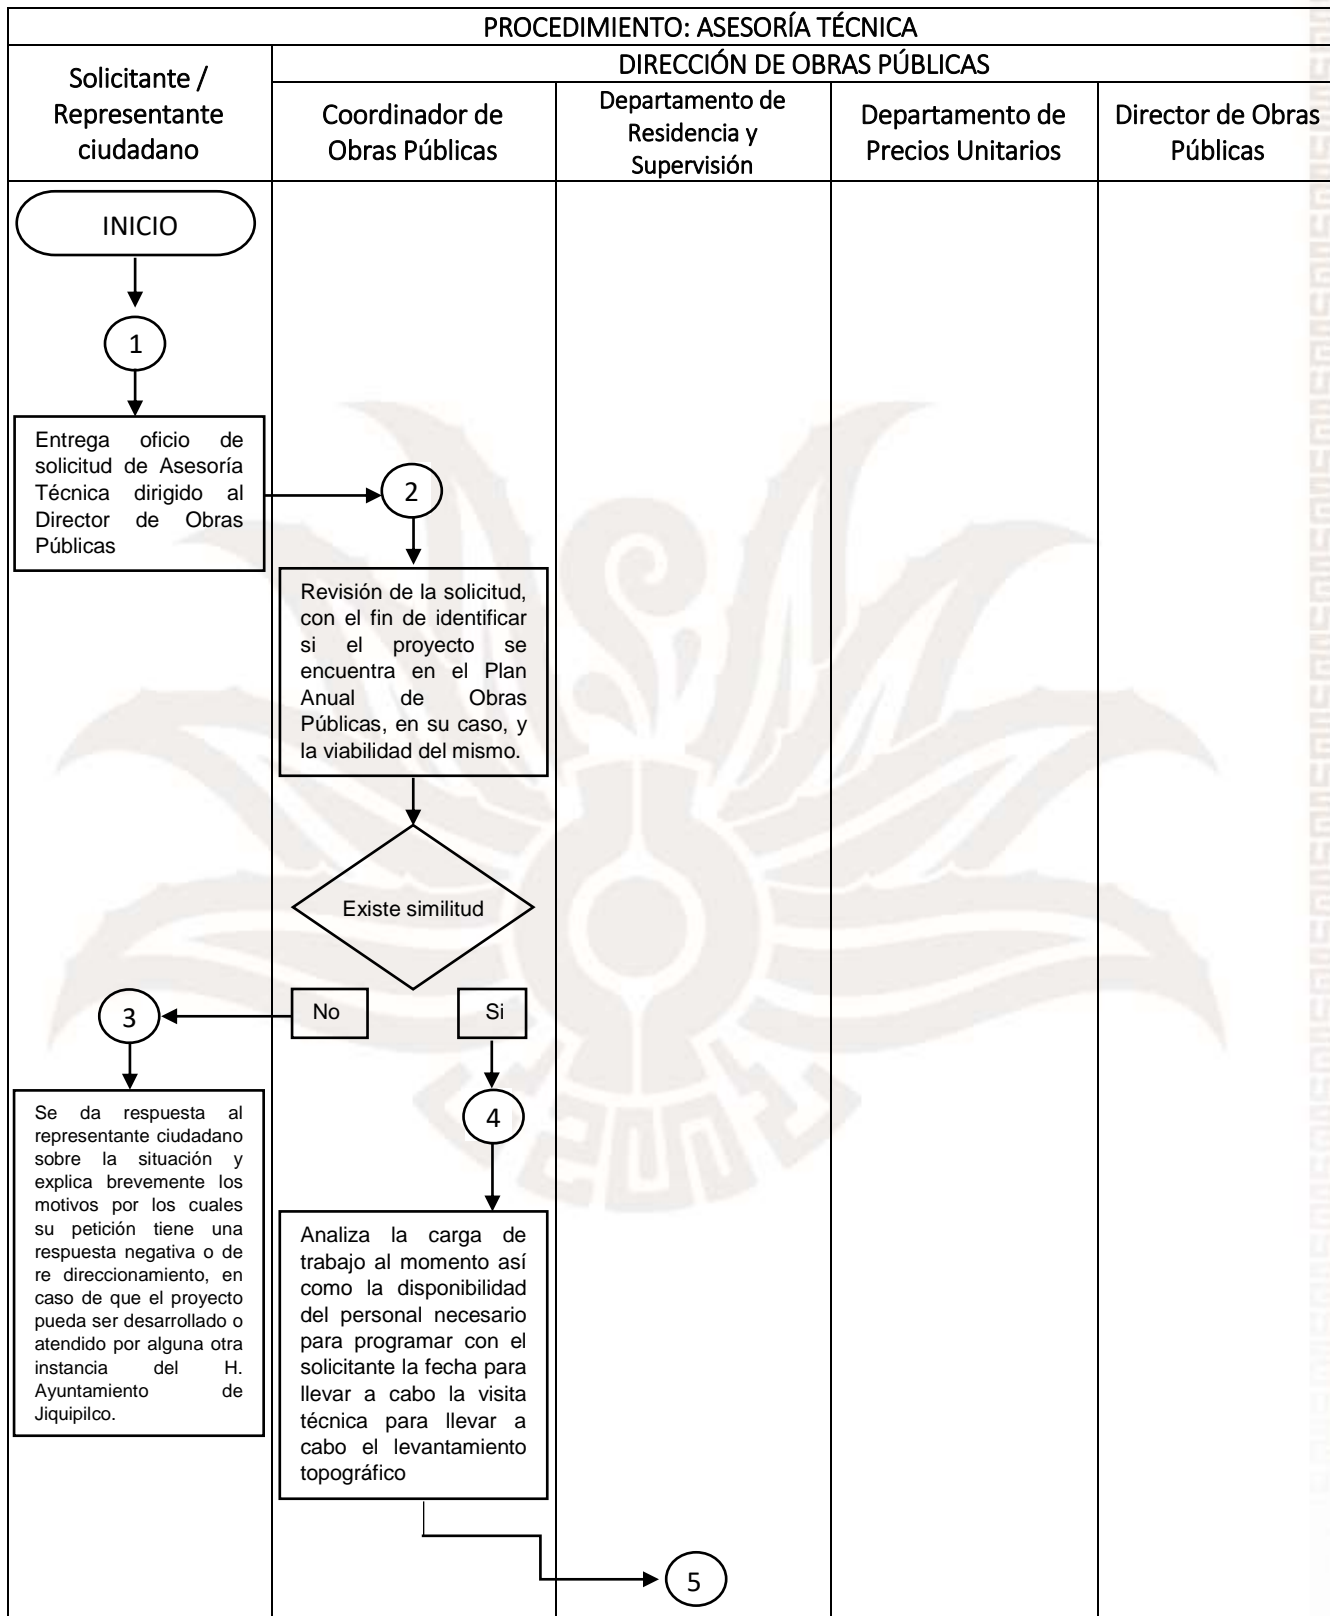 PROCEDIMIENTO: ASESORÍA TÉCNICA
Solicitante /
Representante
ciudadano
DIRECCIÓN DE OBRAS PÚBLICAS
Coordinador de
Obras Públicas
Departamento de
Residencia y
Supervisión
Departamento de
Precios Unitarios
Director de Obras
Públicas
INICIO
1
Entrega oficio de
solicitud de Asesoría
Técnica dirigido al
Director de Obras
Públicas
2
Revisión de la solicitud,
con el fin de identificar
si el proyecto se
encuentra en el Plan
Anual de Obras
Públicas, en su caso, y
la viabilidad del mismo.
Existe similitud
No
Si
3
Se da respuesta al
representante ciudadano
sobre la situación y
explica brevemente los
motivos por los cuales
su petición tiene una
respuesta negativa o de
re direccionamiento, en
caso de que el proyecto
pueda ser desarrollado o
atendido por alguna otra
instancia del H.
Ayuntamiento de
Jiquipilco.
4
Analiza la carga de
trabajo al momento así
como la disponibilidad
del personal necesario
para programar con el
solicitante la fecha para
llevar a cabo la visita
técnica para llevar a
cabo el levantamiento
topográfico
5